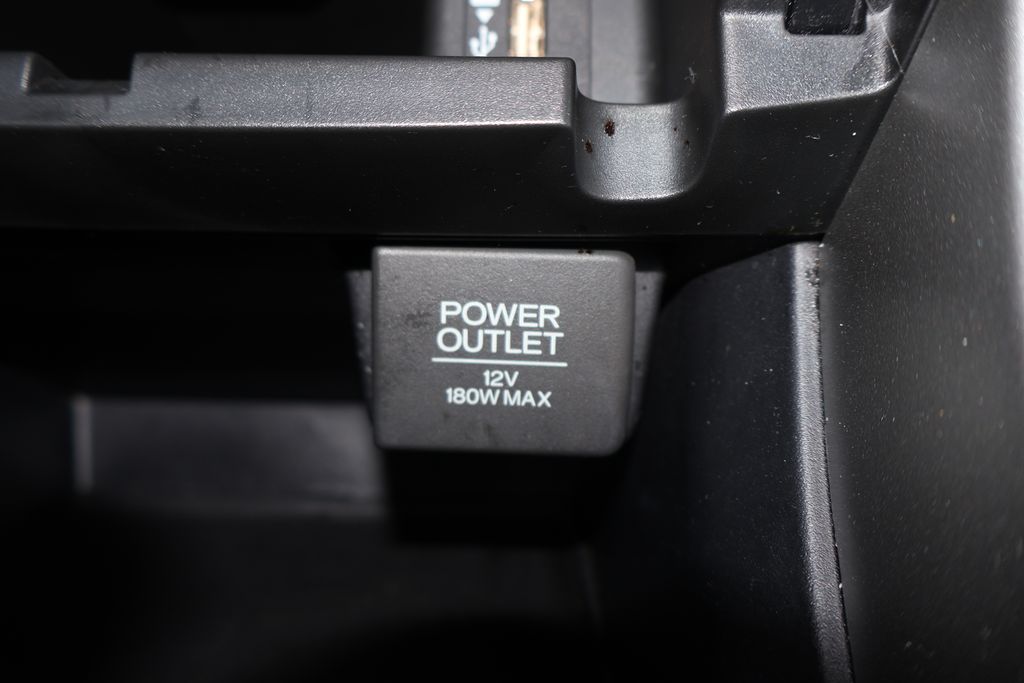 POWER
OUTLET
12V
180W MAX